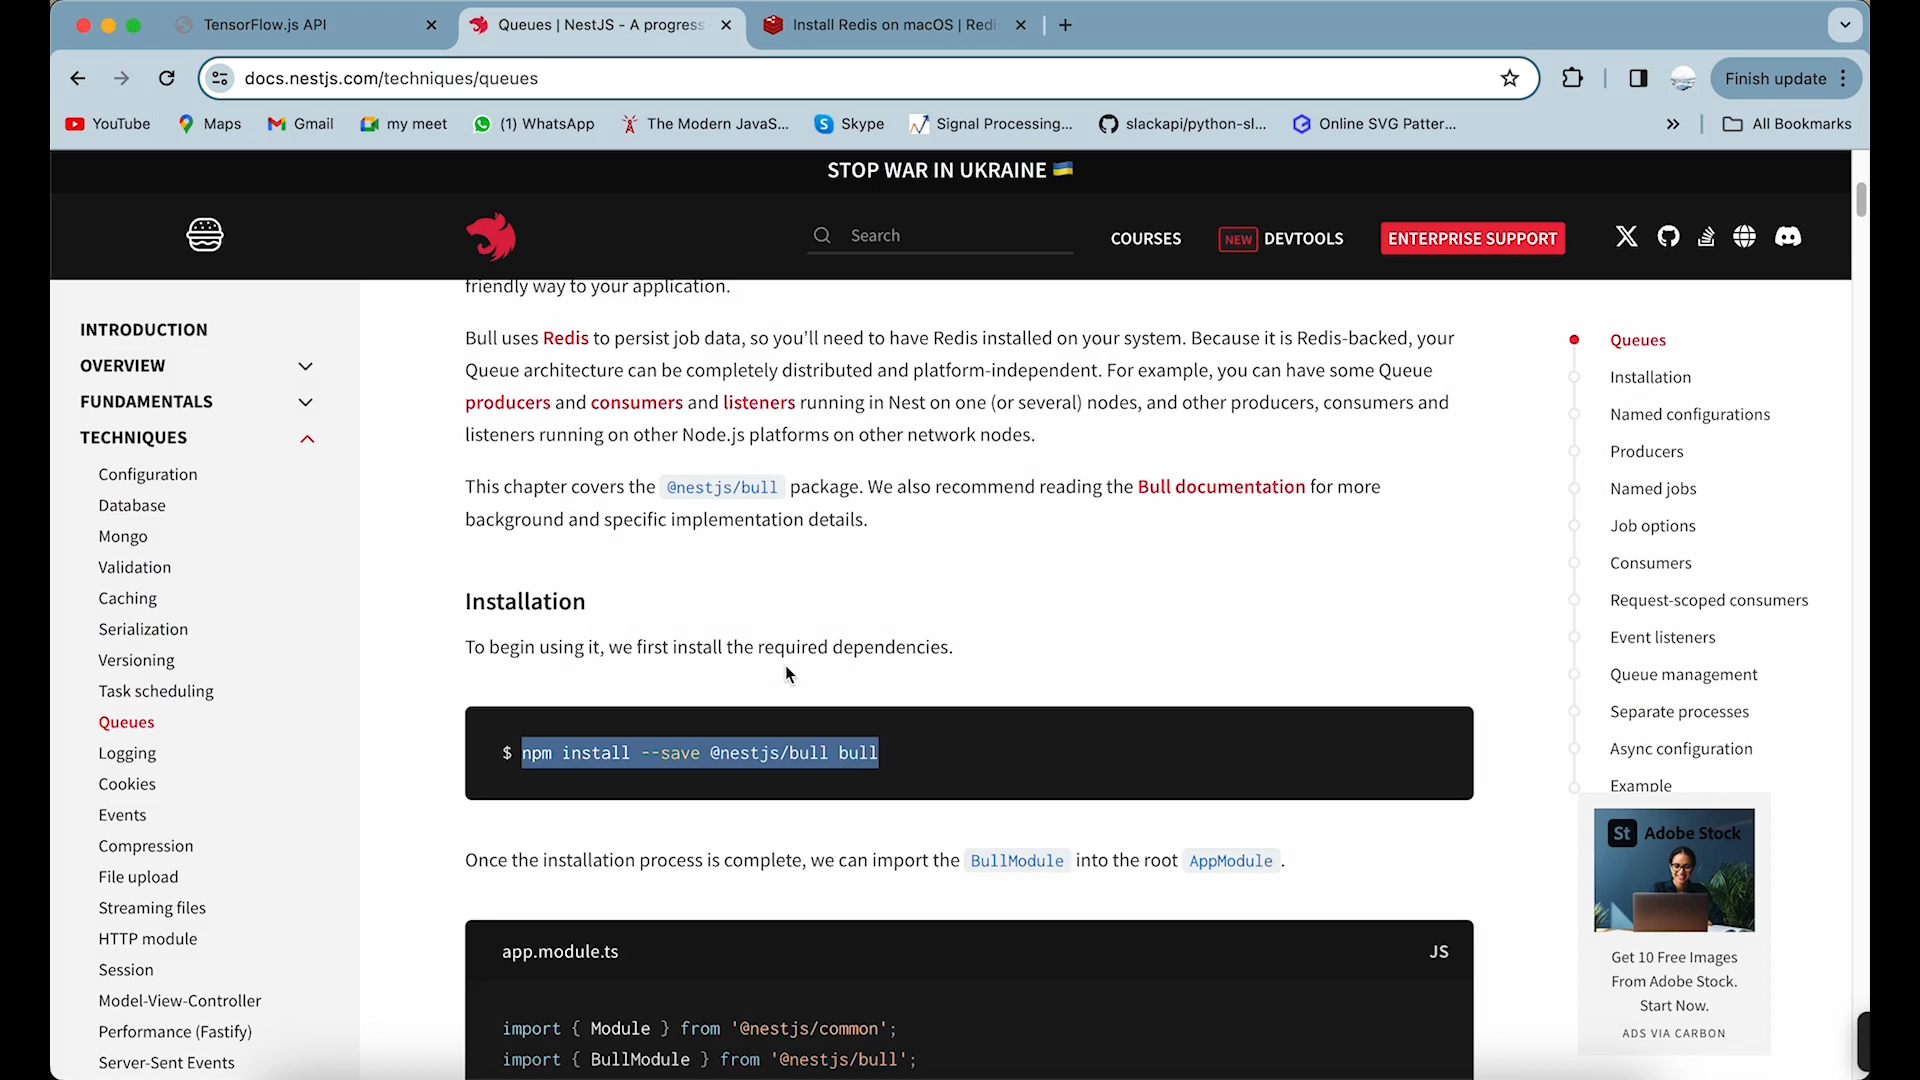 TensorFlow.js API
Queues | NestJS - A progress
Install Redis on macOS | Redi
docs.nestjs.com/techniques/queues
Finish update
YouTube
Maps
Gmail
my meet
(1) WhatsApp
The Modern JavaS...
Skype
Signal Processing...
slackapi/python-sl...
Online SVG Patter...
All Bookmarks
STOP WAR IN UKRAINE
Search
COURSES
NEW
DEVTOOLS
ENTERPRISE SUPPORT
INTRODUCTION
OVERVIEW
FUNDAMENTALS
TECHNIQUES
Configuration
Database
Mongo
Validation
Caching
Serialization
Versioning
Task scheduling
Queues
Logging
Cookies
Events
Compression
File upload
Streaming files
HTTP module
Session
Model-View-Controller
Performance (Fastify)
Server-Sent Events
friendly way to your application.
Bull uses Redis to persist job data, so you'll need to have Redis installed on your system. Because it is Redis-backed, your
Queue architecture can be completely distributed and platform-independent. For example, you can have some Queue
producers and consumers and listeners running in Nest on one (or several) nodes, and other producers, consumers and
listeners running on other Node.js platforms on other network nodes.
This chapter covers the @nestjs/bull package. We also recommend reading the Bull documentation for more
background and specific implementation details.
Installation
To begin using it, we first install the required dependencies.
$ npm install --save @nestjs/bull bull
Once the installation process is complete, we can import the BullModule into the root AppModule.
app.module.ts
JS
import { Module } from '@nestjs/common';
import { BullModule } from '@nestjs/bull';
Queues
Installation
Named configurations
Producers
Named jobs
Job options
Consumers
Request-scoped consumers
Event listeners
Queue management
Separate processes
Async configuration
Example
St Adobe Stock
Get 10 Free Images
From Adobe Stock.
Start Now.
ADS VIA CARBON